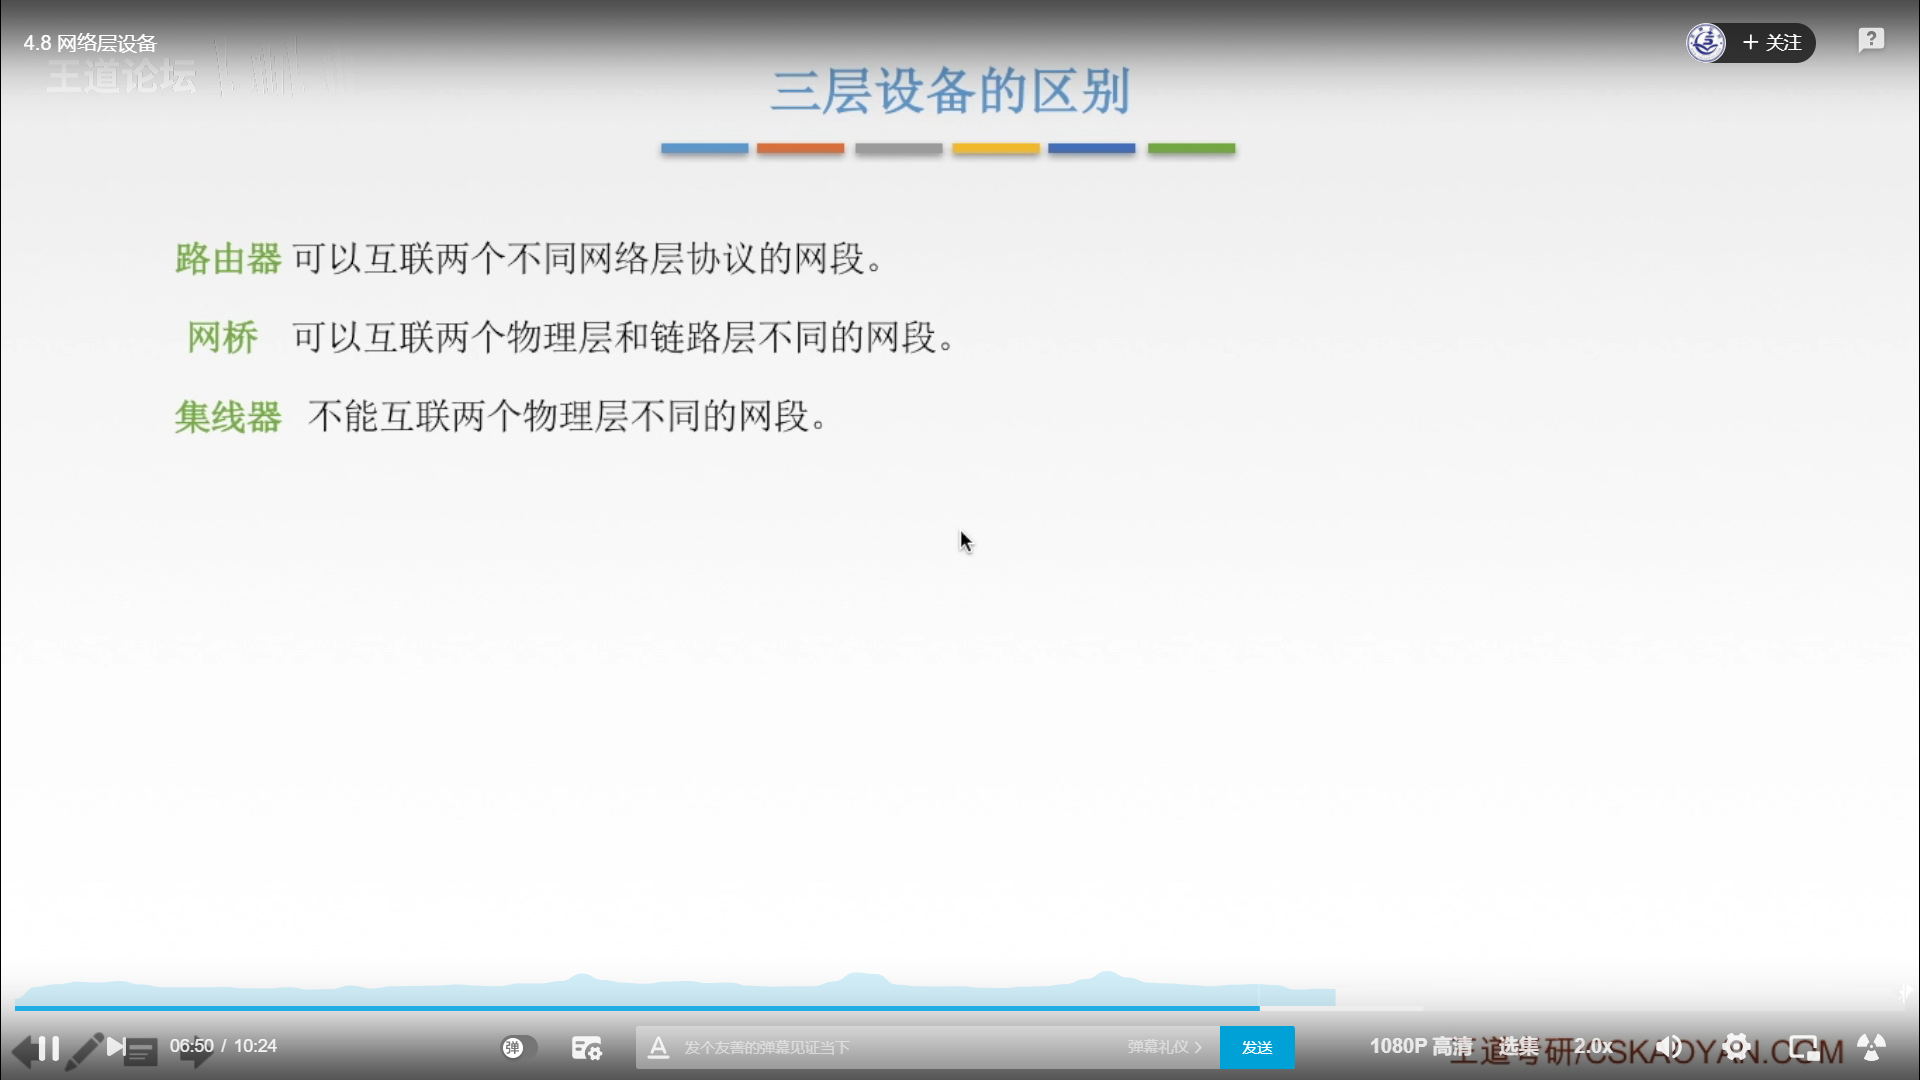 4.8 网络层设备
关注
王道论坛
三层设备的区别
路由器 可以互联两个不同网络层协议的网段。
网桥 可以互联两个物理层和链路层不同的网段。
集线器 不能互联两个物理层不同的网段。
06:50 / 10:24
弹
发个友善的弹幕见证当下
弹幕礼仪
发送
1080P 高清
选集
2.0x
王道考研/CSKAOYAN.COM